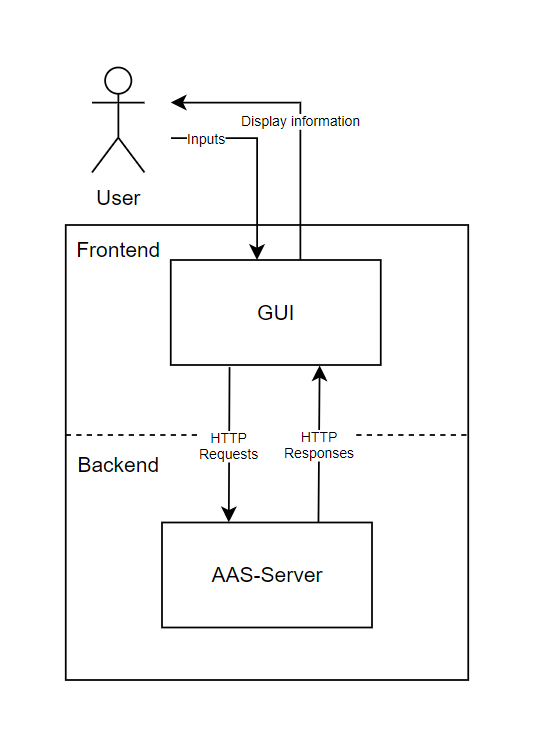 Display information
Inputs
User
Frontend
GUI
HTTP
Requests
HTTP
Responses
Backend
AAS-Server